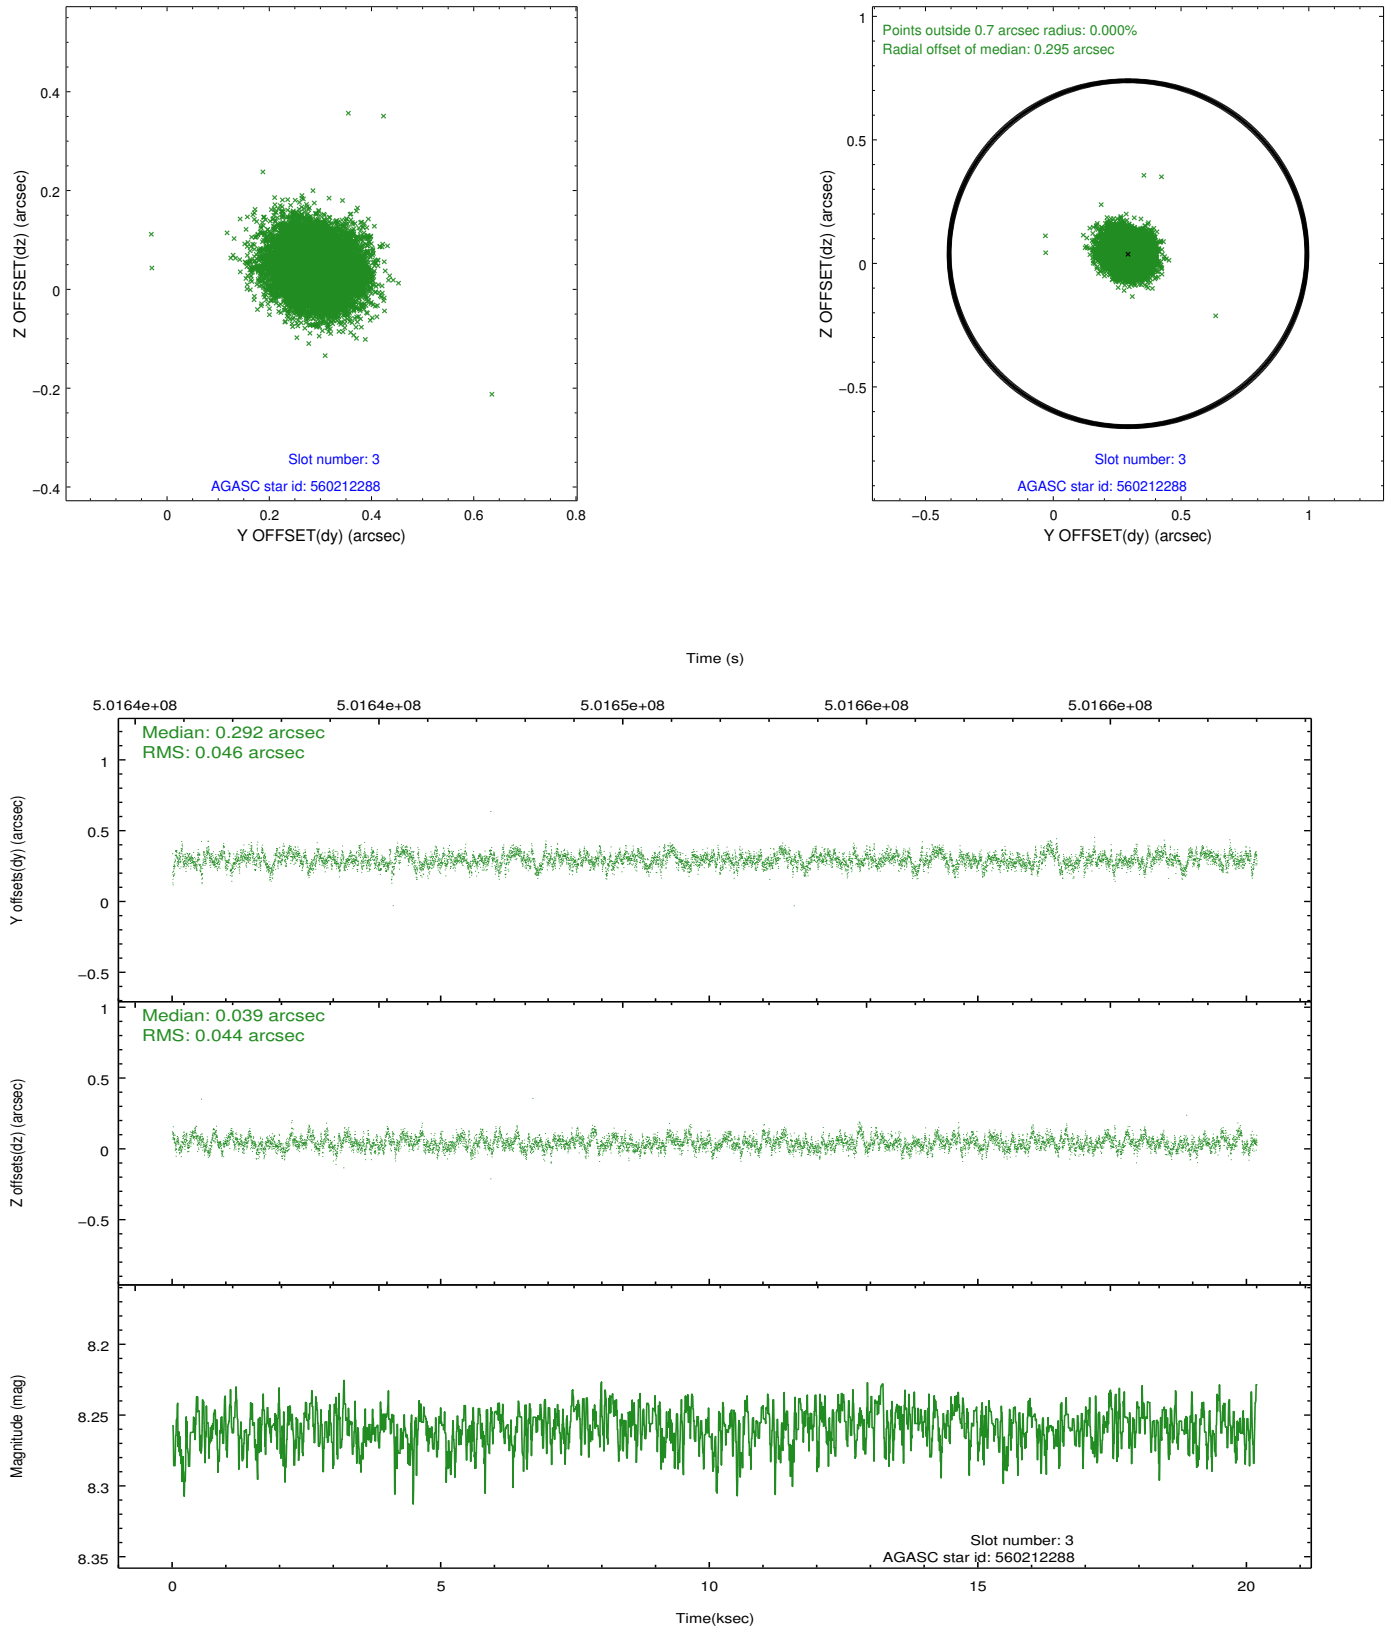 0.4
0.2
0
−0.2
−0.4
Z OFFSET(dz) (arcsec)
Slot number: 3
AGASC star id: 560212288
0 0.2 0.4 0.6 0.8
Y OFFSET(dy) (arcsec)
Points outside 0.7 arcsec radius: 0.000%
Radial offset of median: 0.295 arcsec
1
0.5
0
−0.5
Z OFFSET(dz) (arcsec)
Slot number: 3
AGASC star id: 560212288
−0.5 0 0.5 1
Y OFFSET(dy) (arcsec)
Time (s)
5.0164e+08 5.0164e+08 5.0165e+08 5.0166e+08 5.0166e+08
Median: 0.292 arcsec
RMS: 0.046 arcsec
1
0.5
0
−0.5
Y offsets(dy) (arcsec)
Median: 0.039 arcsec
RMS: 0.044 arcsec
1
0.5
0
−0.5
Z offsets(dz) (arcsec)
8.2
8.25
8.3
8.35
Magnitude (mag)
Slot number: 3
AGASC star id: 560212288
0 5 10 15 20
Time(ksec)